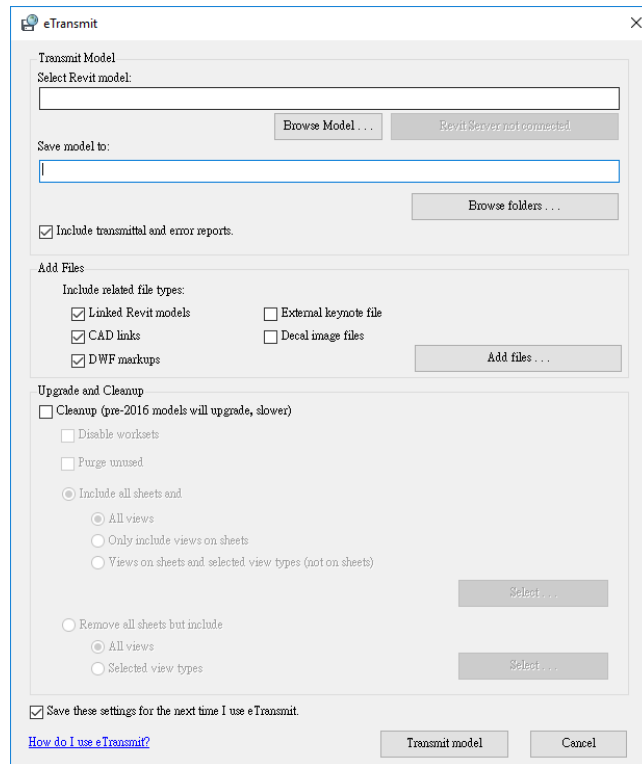 eTransmit
Transmit Model
Select Revit model:
Browse Model . . .
Revit Server not connected
Save model to:
Browse folders . . .
Include transmittal and error reports.
Add Files
Include related file types:
Linked Revit models
External keynote file
CAD links
Decal image files
DWF markups
Add files . . .
Upgrade and Cleanup
Cleanup (pre-2016 models will upgrade, slower)
Disable worksets
Purge unused
Include all sheets and
All views
Only include views on sheets
Views on sheets and selected view types (not on sheets)
Select . . .
Remove all sheets but include
All views
Selected view types
Select . . .
Save these settings for the next time I use eTransmit.
How do I use eTransmit?
Transmit model
Cancel